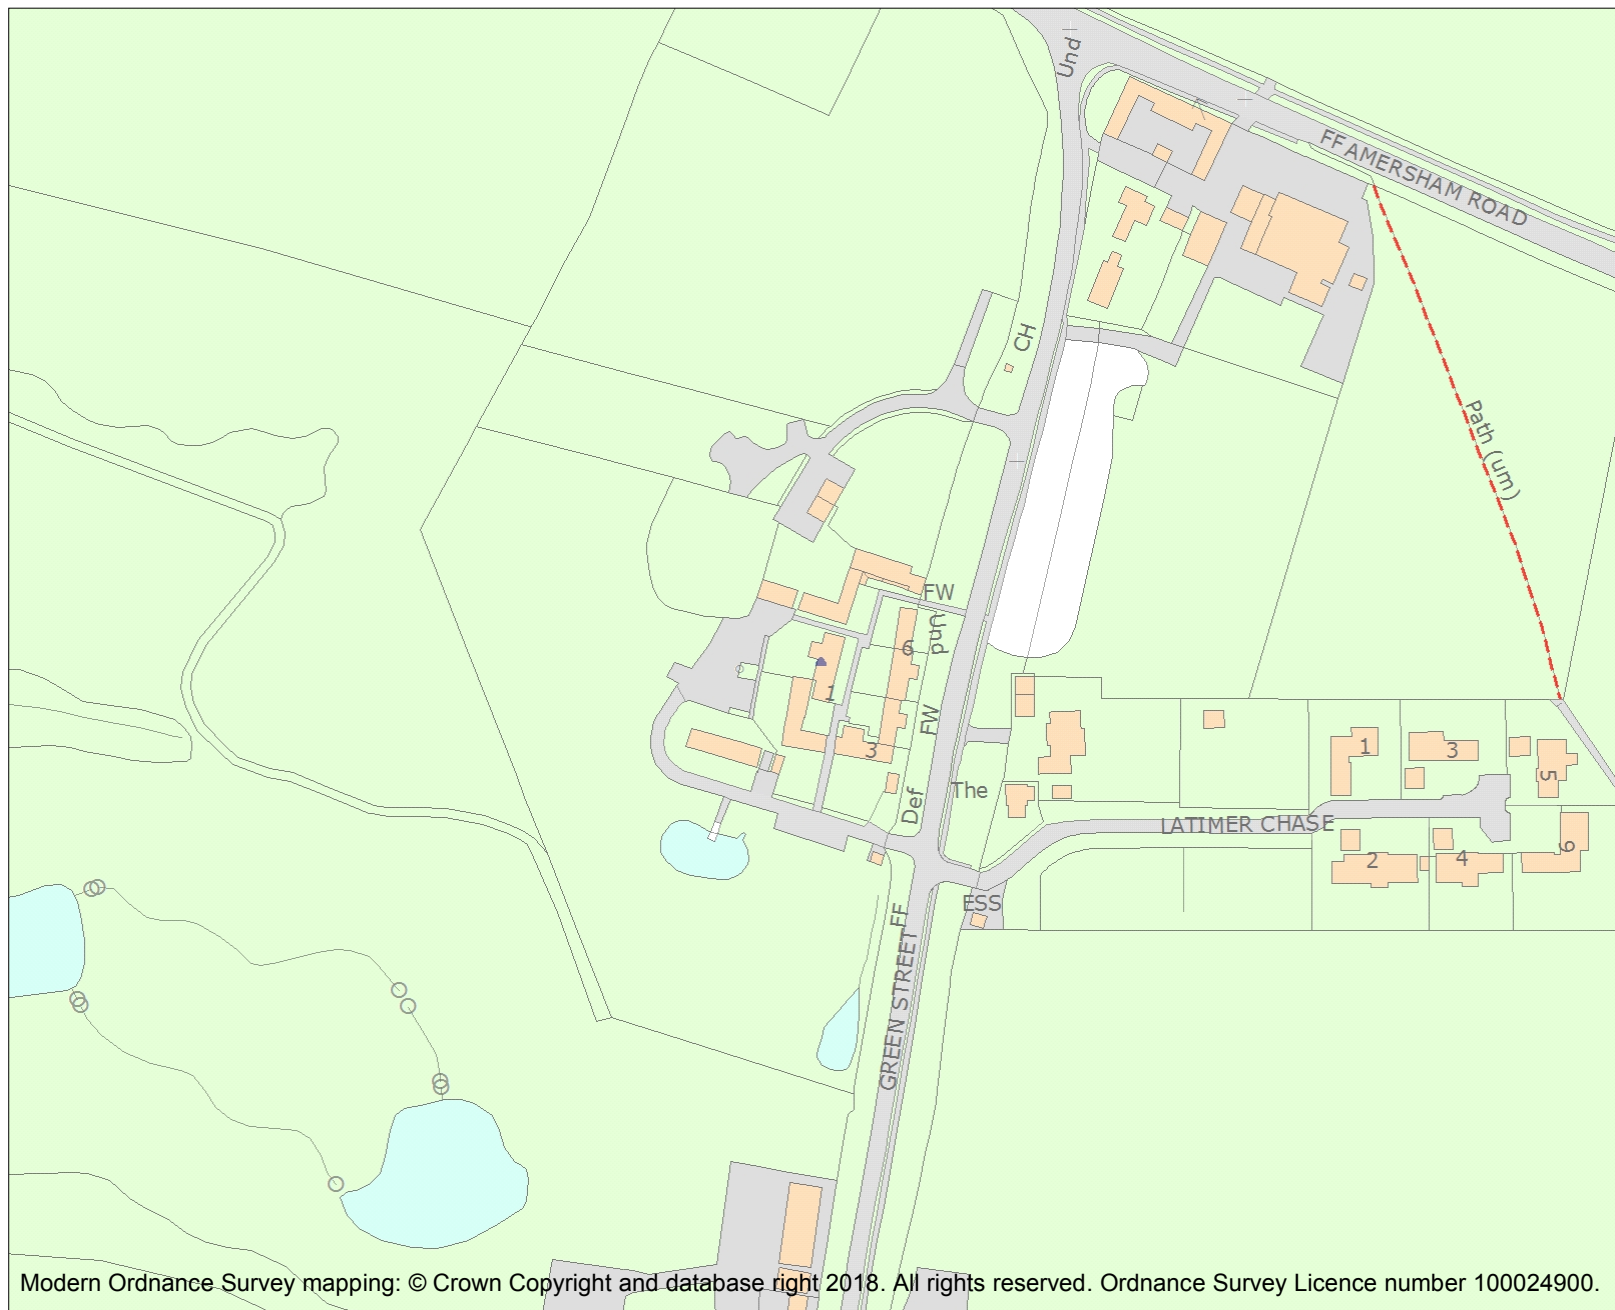 Und
FF AMERSHAM ROAD
CH
Path (um)
FW
Und
6
1
FW
3
1
3
5
The
Def
LATIMER CHASE
2
4
6
ESS
FF
GREEN STREET
Modern Ordnance Survey mapping: © Crown Copyright and database right 2018. All rights reserved. Ordnance Survey Licence number 100024900.